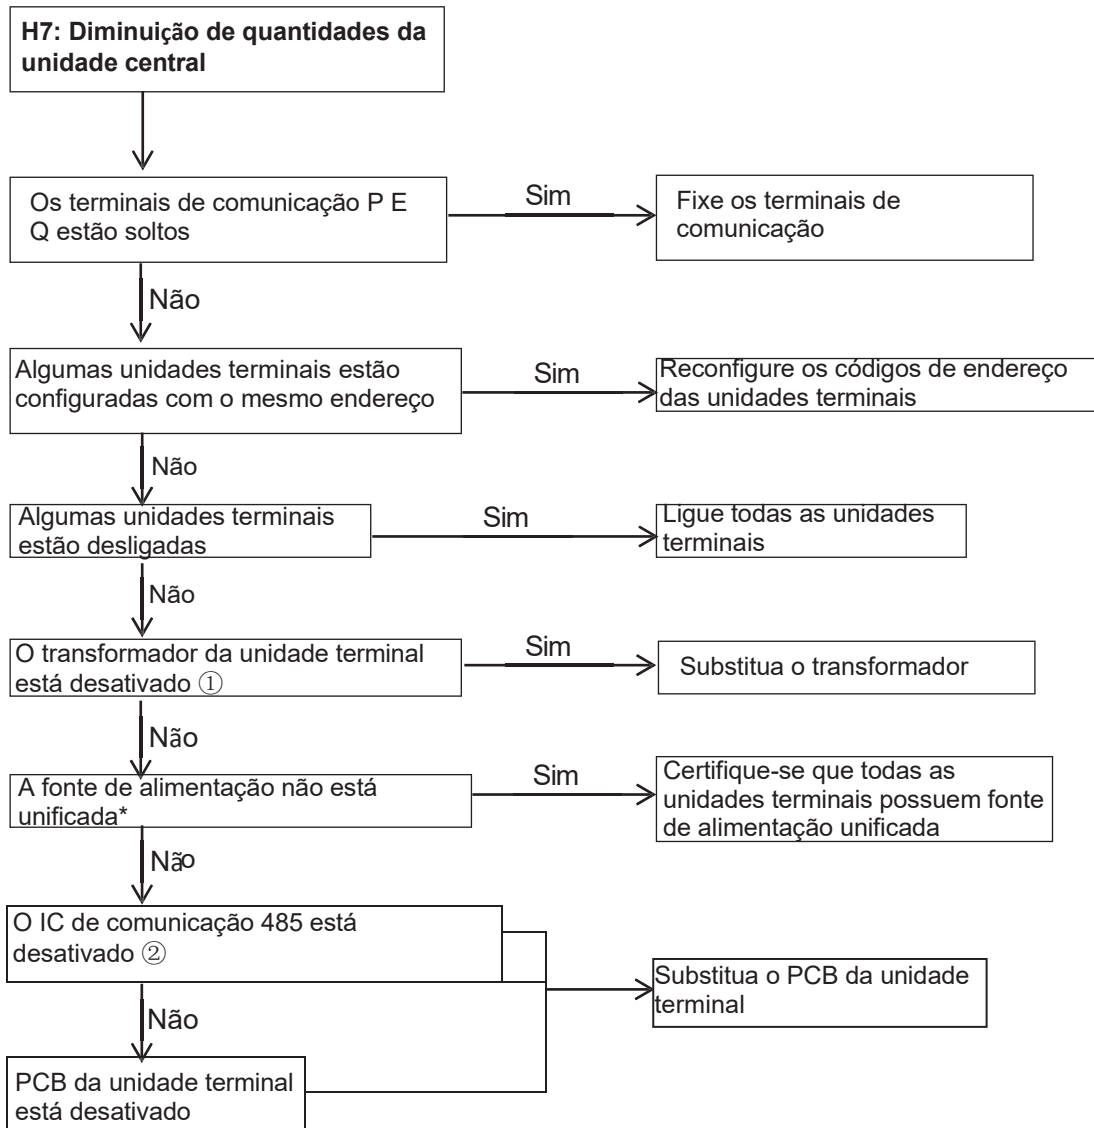 H7: Diminuição de quantidades da
unidade central
Os terminais de comunicação P E
Q estão soltos
Sim
Fixe os terminais de
comunicação
Não
Algumas unidades terminais estão
configuradas com o mesmo endereço
Sim
Reconfigure os códigos de endereço
das unidades terminais
Não
Algumas unidades terminais
estão desligadas
Sim
Ligue todas as unidades
terminais
Não
O transformador da unidade terminal
está desativado ①
Sim
Substitua o transformador
Não
A fonte de alimentação não está
unificada*
Sim
Certifique-se que todas as
unidades terminais possuem fonte
de alimentação unificada
Não
O IC de comunicação 485 está
desativado ②
Substitua o PCB da unidade
terminal
Não
PCB da unidade terminal
está desativado